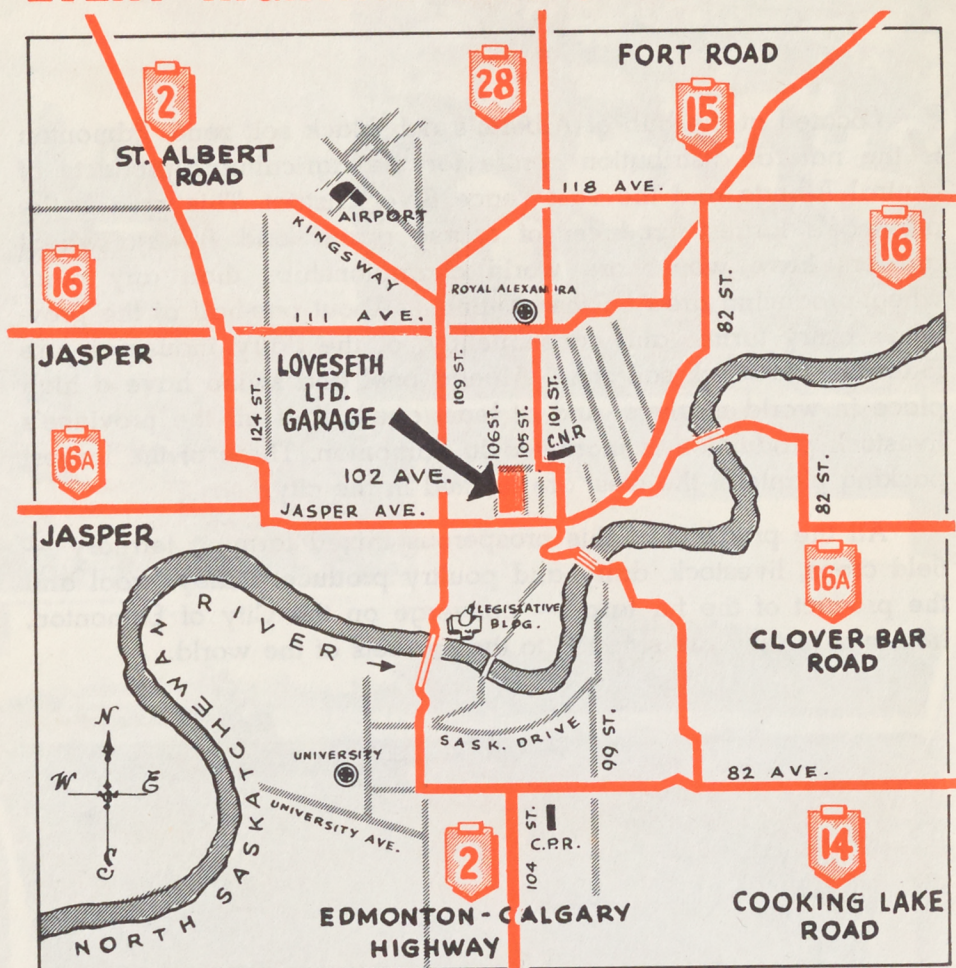 FORT ROAD
2
28
15
ST. ALBERT
ROAD
118 AVE.
AIRPORT
KINGSWAY
16
16
ROYAL ALEXANDRA
82 ST.
111 AVE.
JASPER
LOVESETH
LTD.
GARAGE
124 ST.
109 ST.
106 ST.
105 ST.
101 ST.
C.N.R
16A
102 AVE.
82 ST.
JASPER AVE.
JASPER
16A
LEGISLATIVE
BLDG.
CLOVER BAR
ROAD
NORTH SASKATCHEWAN RIVER
SASK. DRIVE
99 ST.
N
W E
S
UNIVERSITY
82 AVE.
UNIVERSITY AVE.
2
104 ST.
C.P.R.
14
EDMONTON - CALGARY
HIGHWAY
COOKING LAKE
ROAD